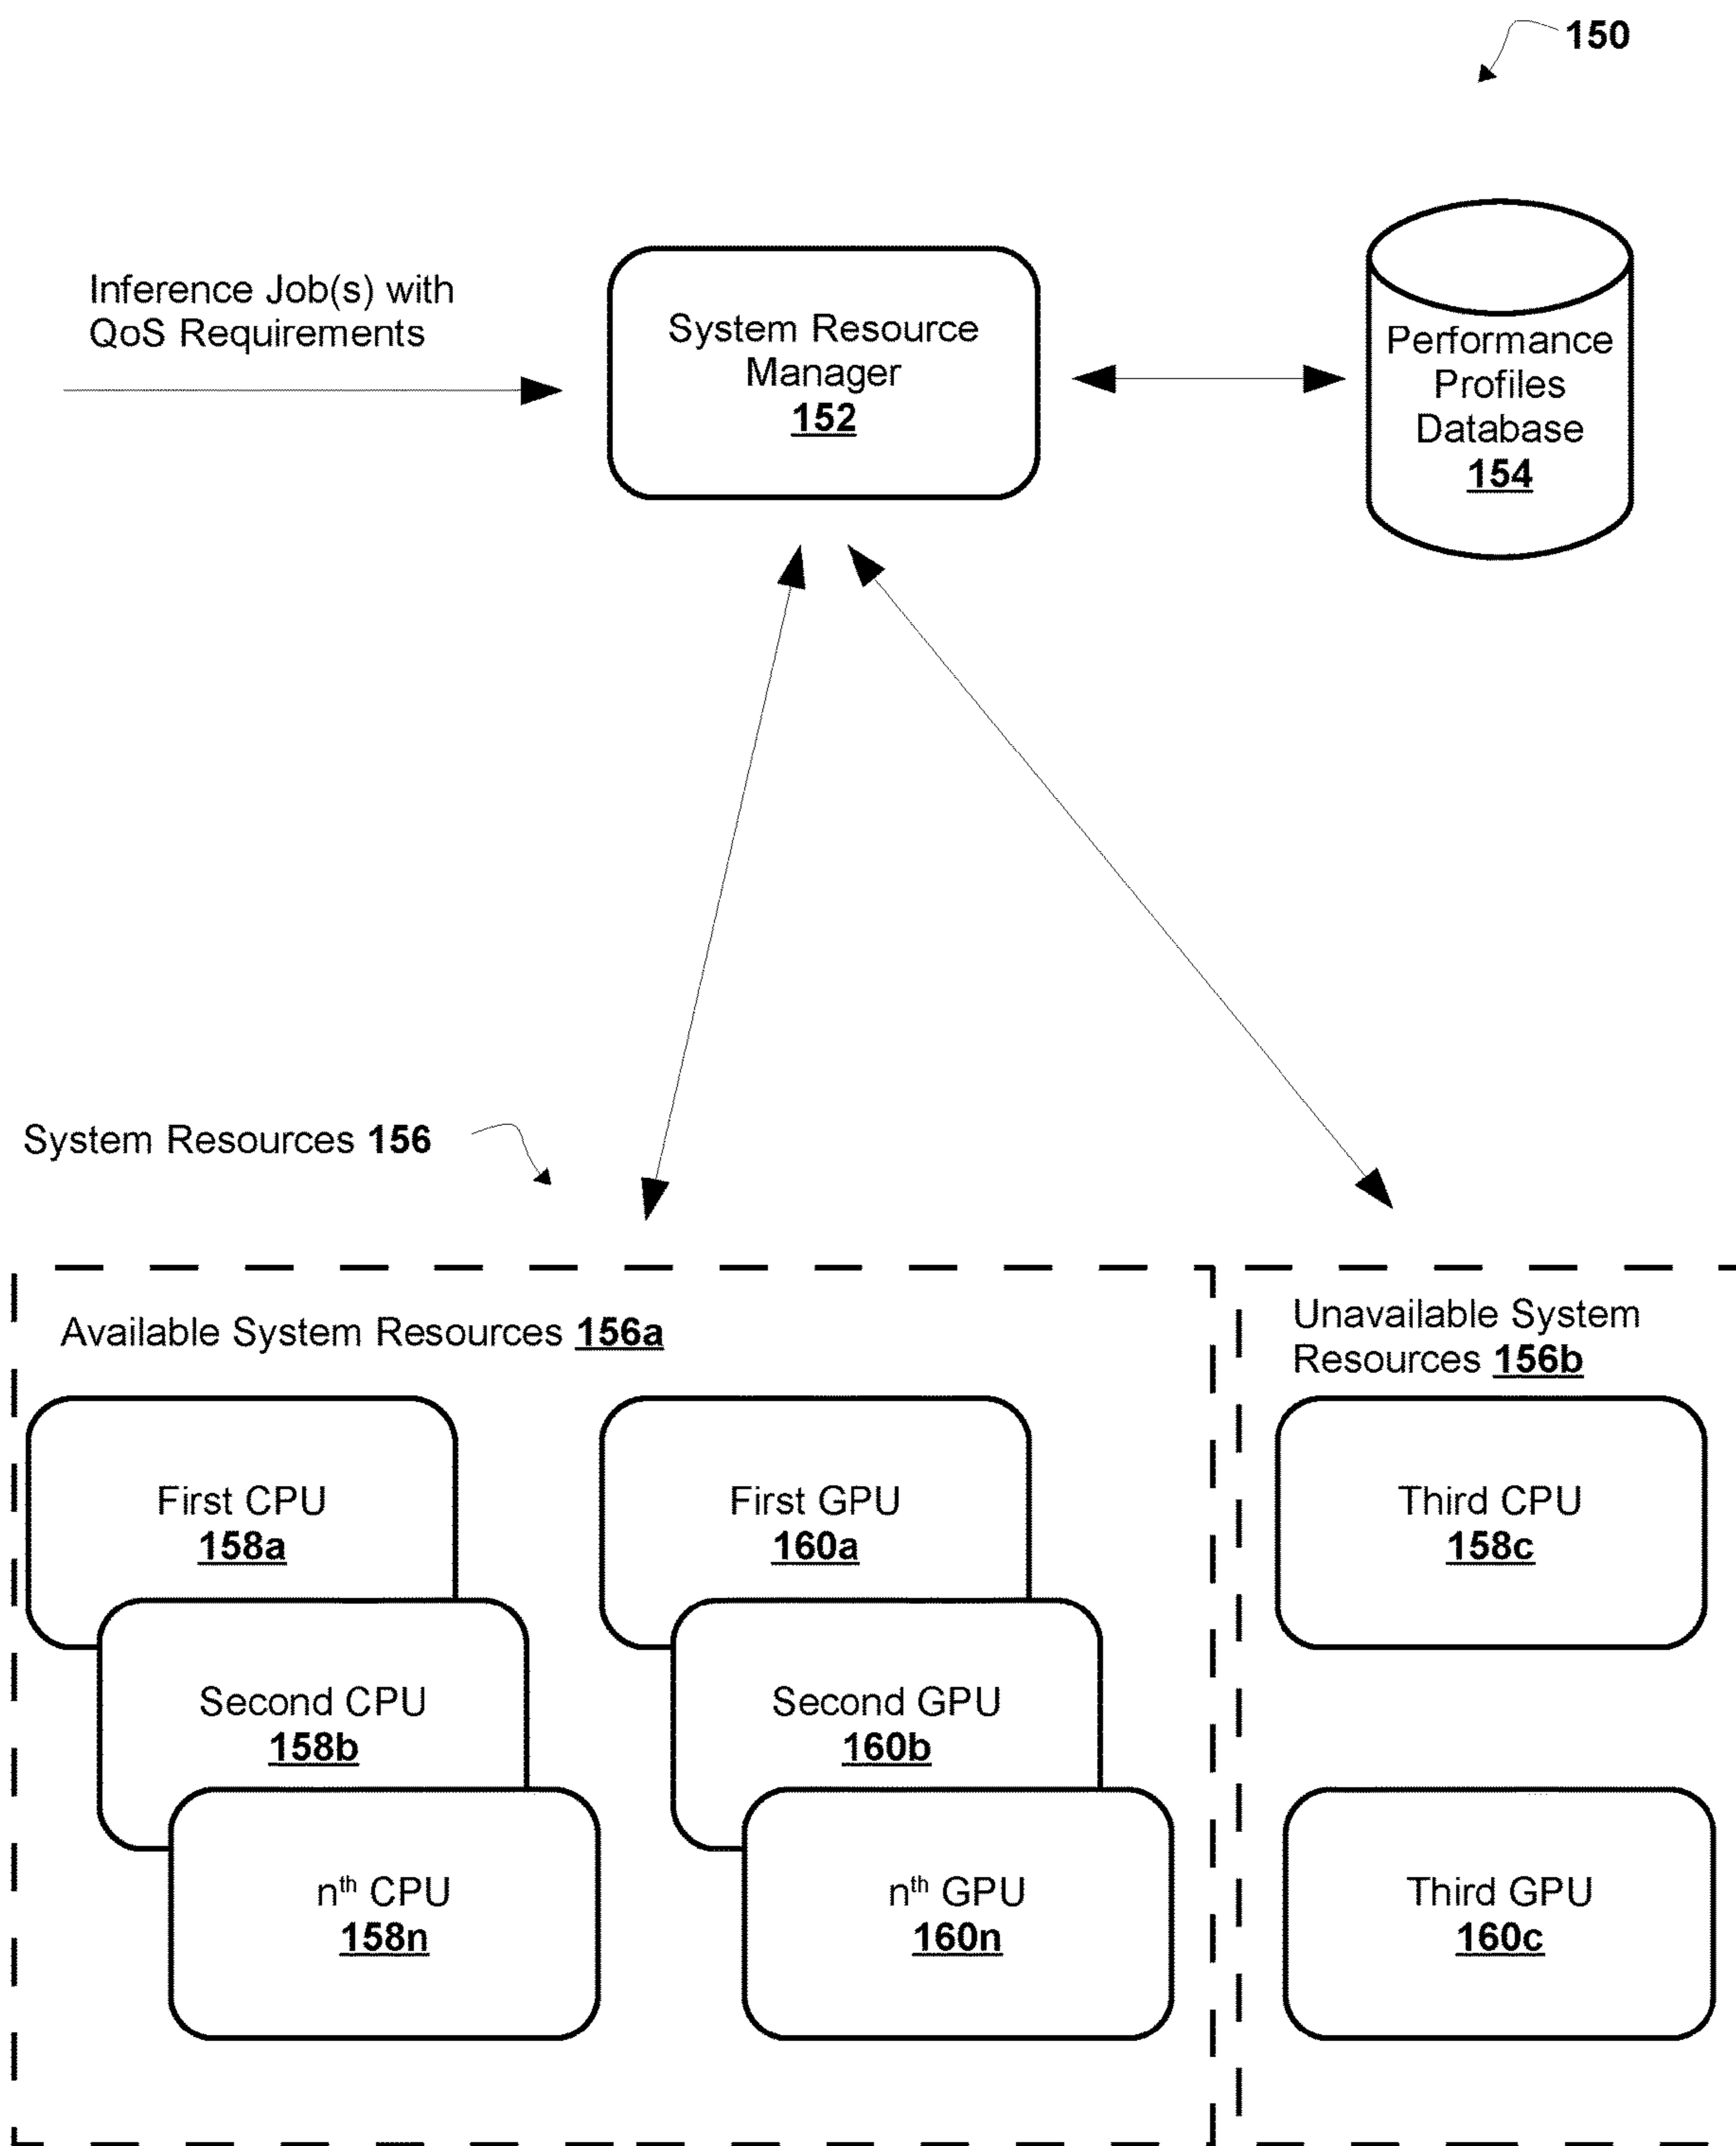 150
Inference Job(s) with
QoS Requirements
System Resource
Manager
152
Performance
Profiles
Database
154
System Resources 156
Available System Resources 156a
Unavailable System
Resources 156b
First CPU
158a
First GPU
160a
Third CPU
158c
Second CPU
158b
Second GPU
160b
nth CPU
158n
nth GPU
160n
Third GPU
160c